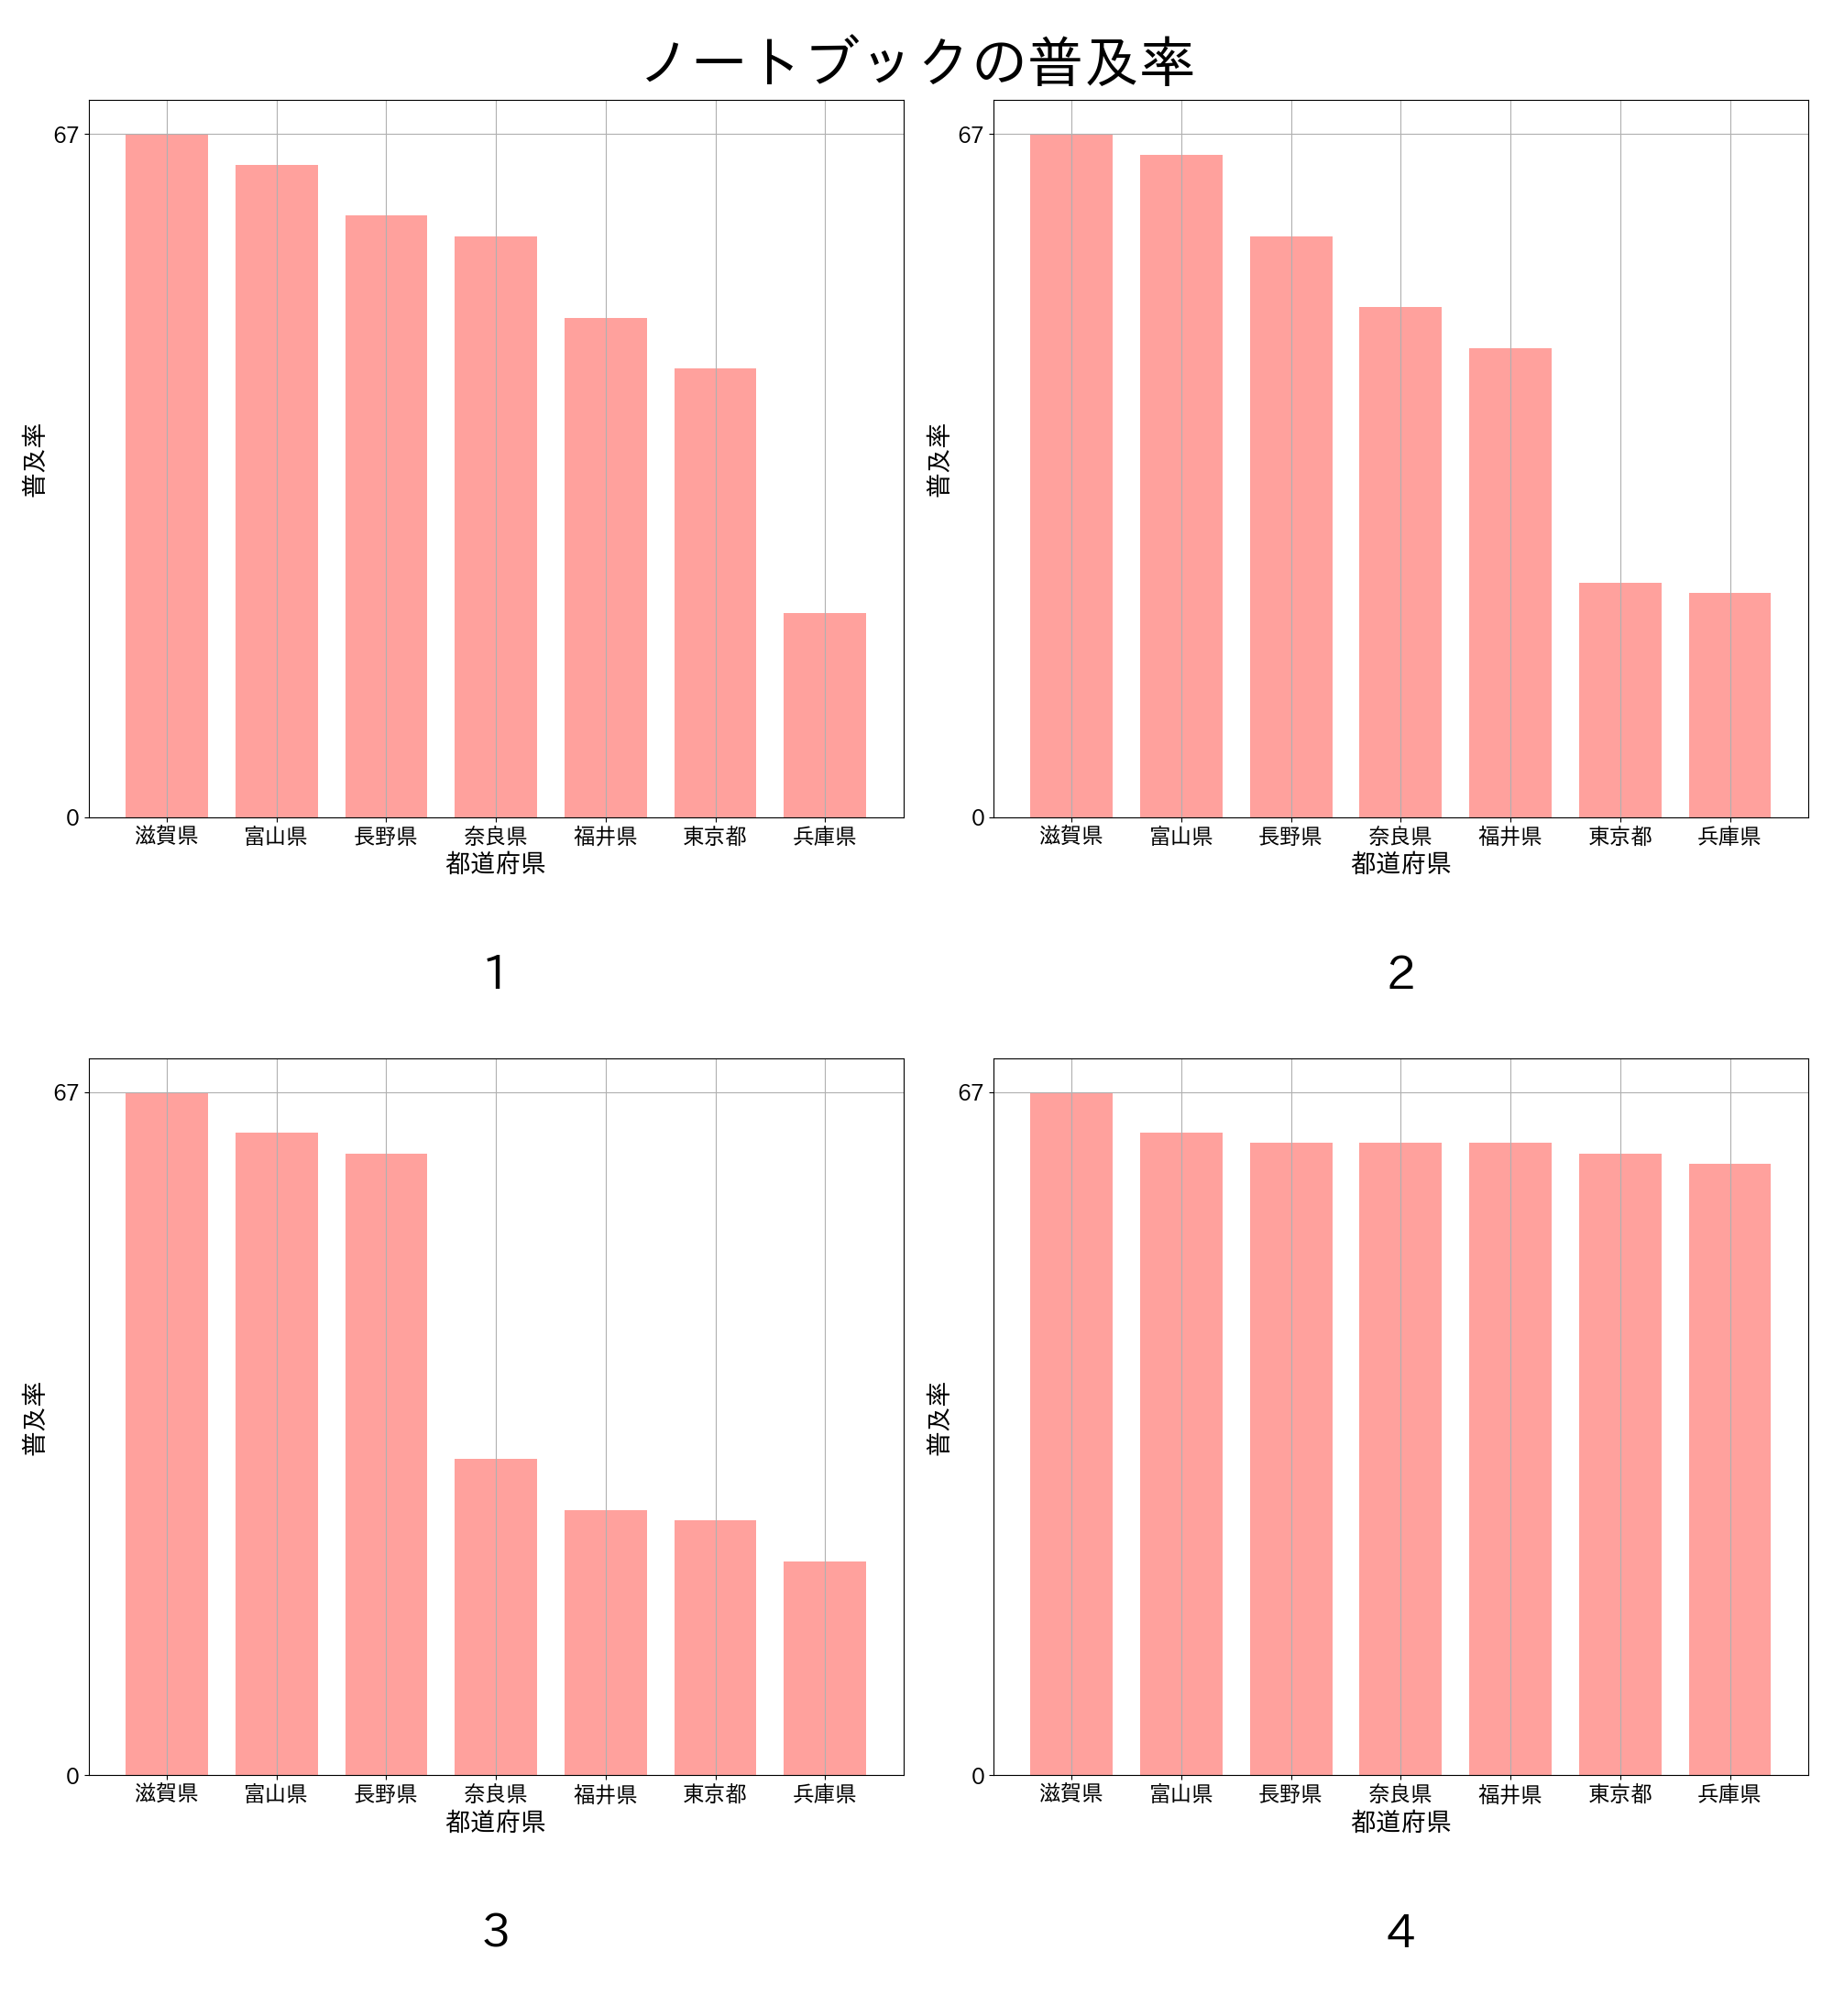 ノートブックの普及率
67
0
普及率
滋賀県 富山県 長野県 奈良県 福井県 東京都 兵庫県
都道府県
1
67
0
普及率
滋賀県 富山県 長野県 奈良県 福井県 東京都 兵庫県
都道府県
2
67
0
普及率
滋賀県 富山県 長野県 奈良県 福井県 東京都 兵庫県
都道府県
3
67
0
普及率
滋賀県 富山県 長野県 奈良県 福井県 東京都 兵庫県
都道府県
4